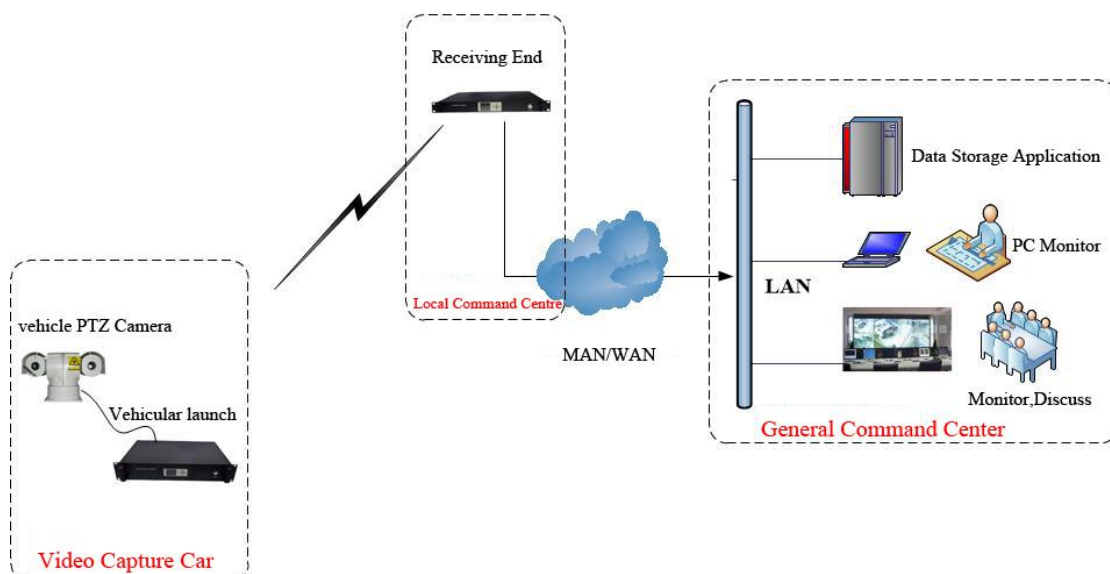 Receiving End
Local Command Centre
vehicle PTZ Camera
Vehicular launch
Video Capture Car
MAN/WAN
Data Storage Application
PC Monitor
LAN
Monitor,Discuss
General Command Center